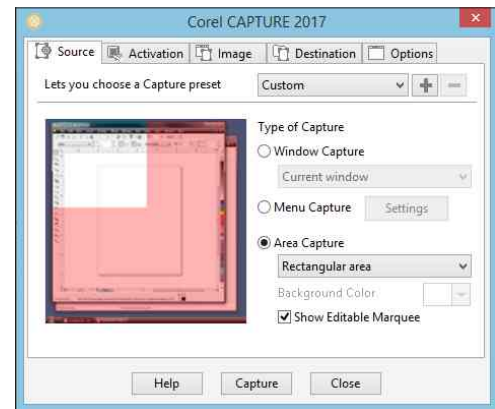 Corel CAPTURE 2017
Source Activation Image Destination Options
Lets you choose a Capture preset Custom
Type of Capture
Window Capture
Current window
Menu Capture Settings
Area Capture
Rectangular area
Background Color
Show Editable Marquee
Help Capture Close